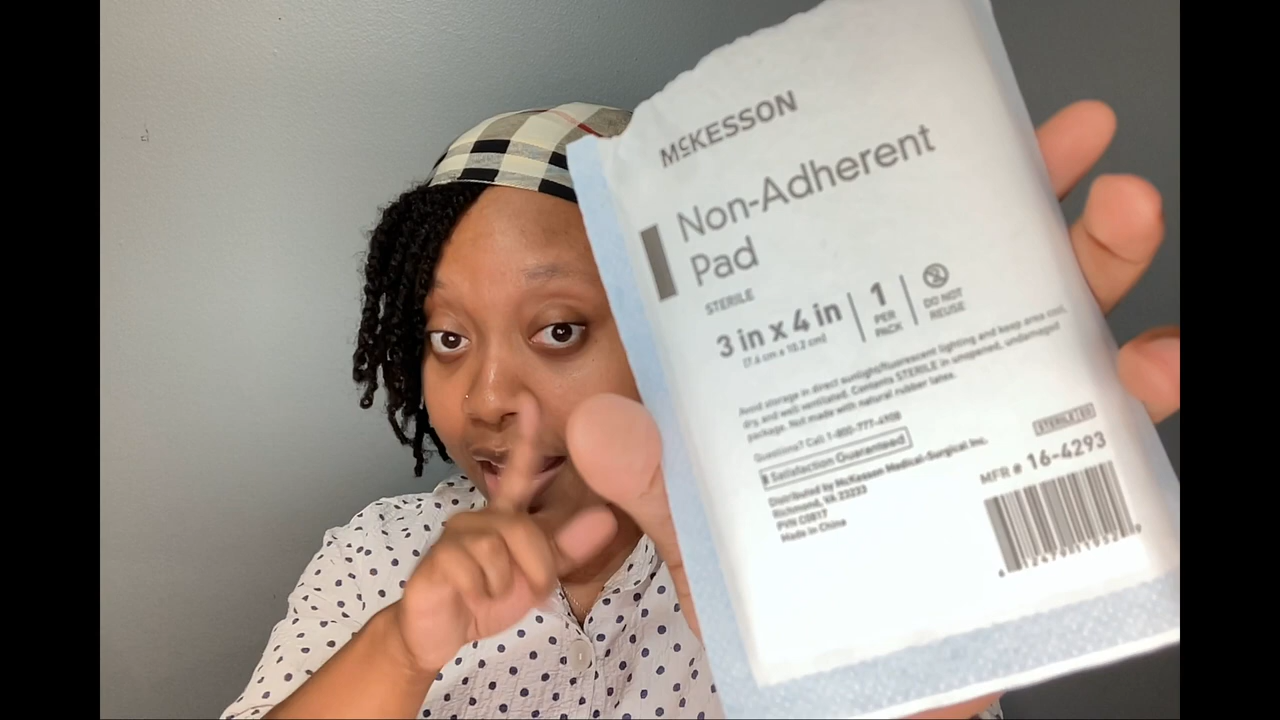 McKESSON
Non-Adherent
Pad
STERILE
3 in x 4 in
(7.6 cm x 10.2 cm)
1
PER
PACK
DO NOT
REUSE
Avoid storage in direct sunlight/fluorescent lighting and keep area cool,
dry and well ventilated. Contents STERILE in unopened, undamaged
package. Not made with natural rubber latex.
Questions? Call 1-800-777-4908
Satisfaction Guaranteed
Distributed by McKesson Medical-Surgical Inc.
Richmond, VA 23233
PVN C0817
Made in China
STERILE EO
MFR # 16-4293